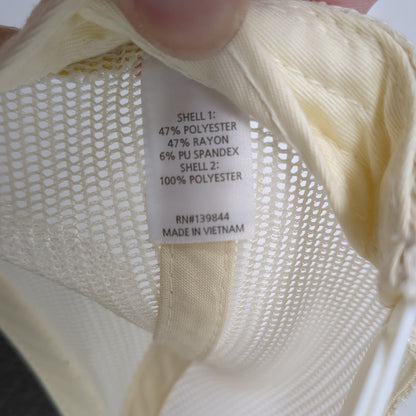 SHELL 1:
47% POLYESTER
47% RAYON
6% PU SPANDEX
SHELL 2:
100% POLYESTER
RN#139844
MADE IN VIETNAM